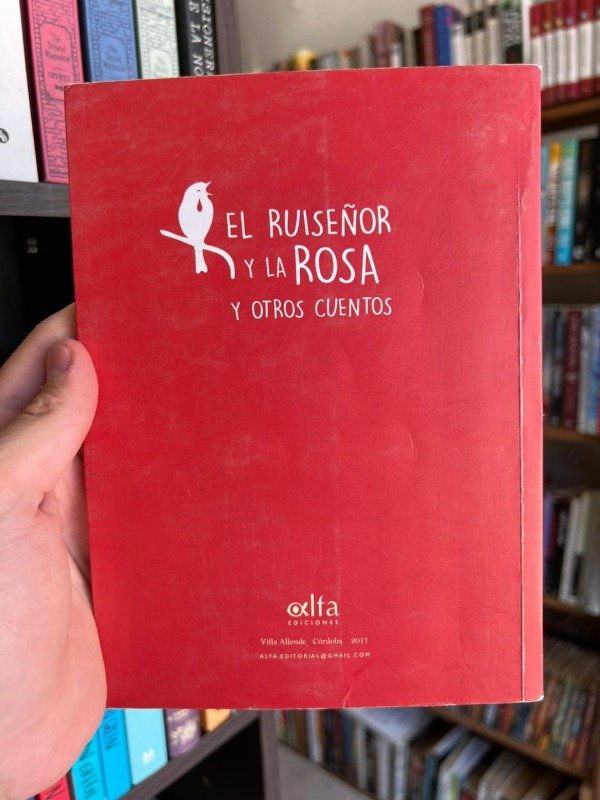 EL RUISEÑOR
Y LA ROSA
Y OTROS CUENTOS
alfa
EDICIONES
Villa Allende Córdoba 2017
ALFA.EDITORIAL@GMAIL.COM